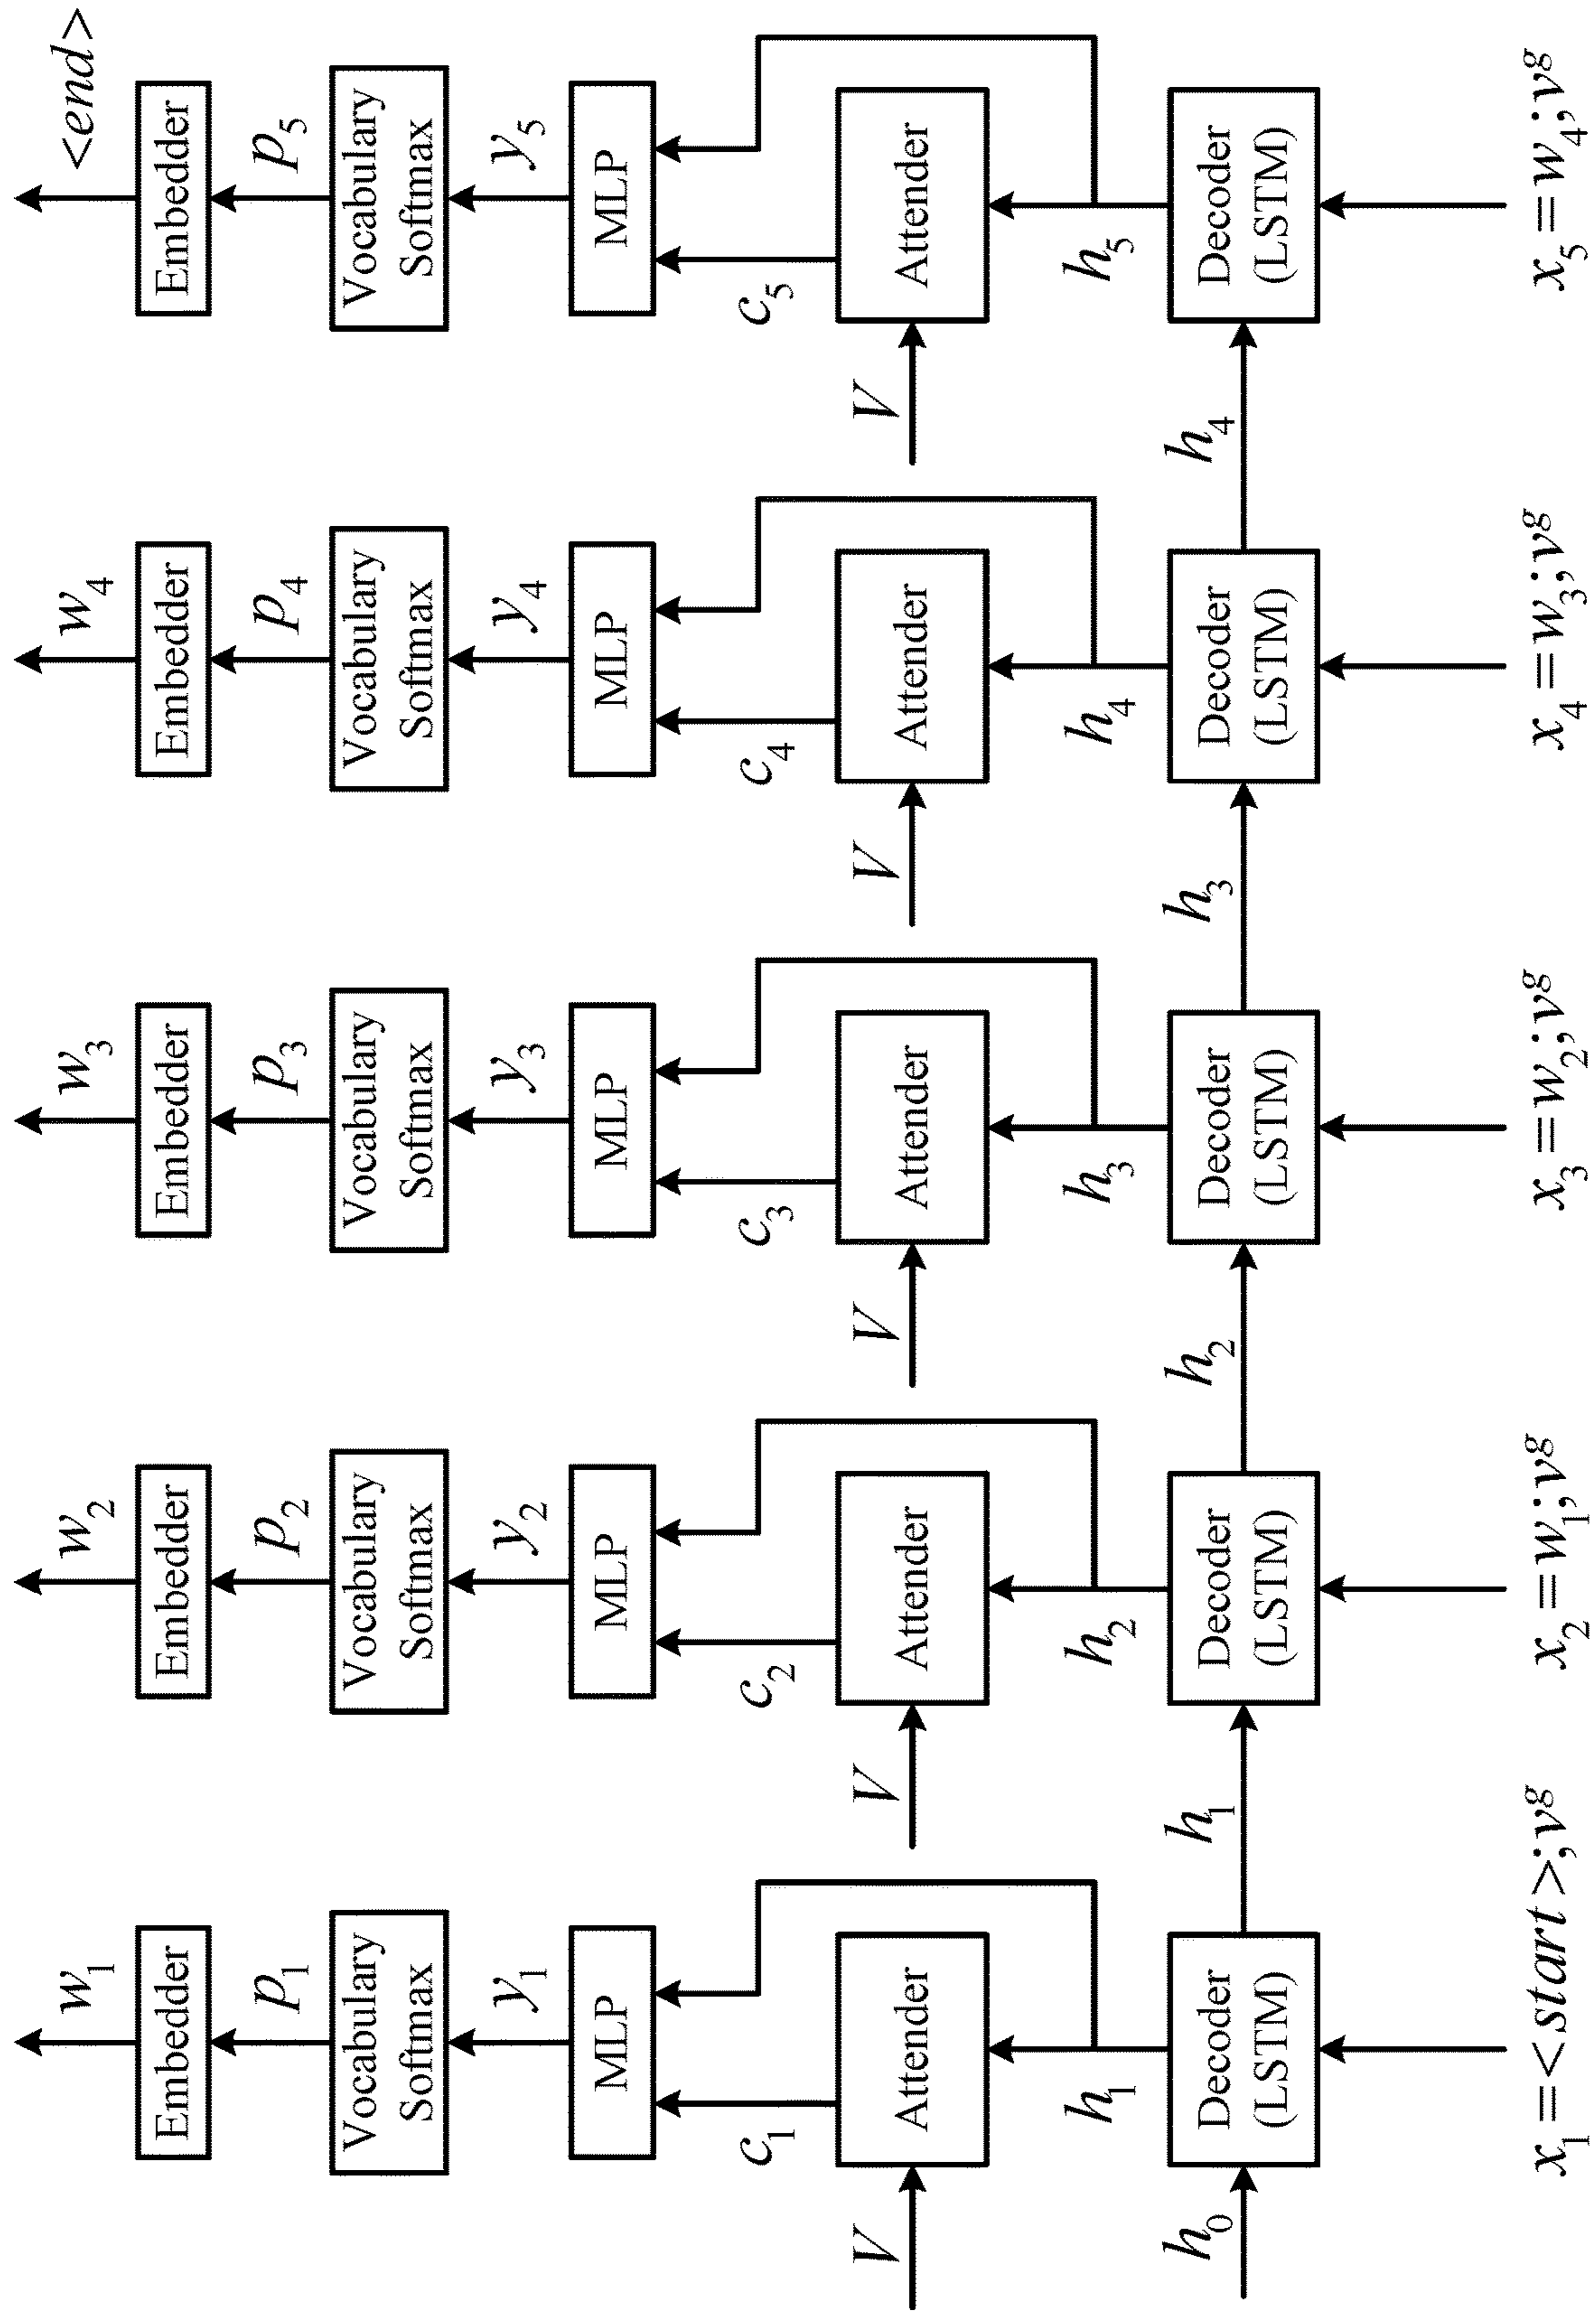 w₁
Embedder
p₁
Vocabulary
Softmax
y₁
MLP
c₁
V
Attender
h₁
h₀
Decoder
(LSTM)
h₁
x₁ = <start>;vᵍ
w₂
Embedder
p₂
Vocabulary
Softmax
y₂
MLP
c₂
V
Attender
h₂
Decoder
(LSTM)
h₂
x₂ = w₁;vᵍ
w₃
Embedder
p₃
Vocabulary
Softmax
y₃
MLP
c₃
V
Attender
h₃
Decoder
(LSTM)
h₃
x₃ = w₂;vᵍ
w₄
Embedder
p₄
Vocabulary
Softmax
y₄
MLP
c₄
V
Attender
h₄
Decoder
(LSTM)
h₄
x₄ = w₃;vᵍ
<end>
Embedder
p₅
Vocabulary
Softmax
y₅
MLP
c₅
V
Attender
h₅
Decoder
(LSTM)
x₅ = w₄;vᵍ